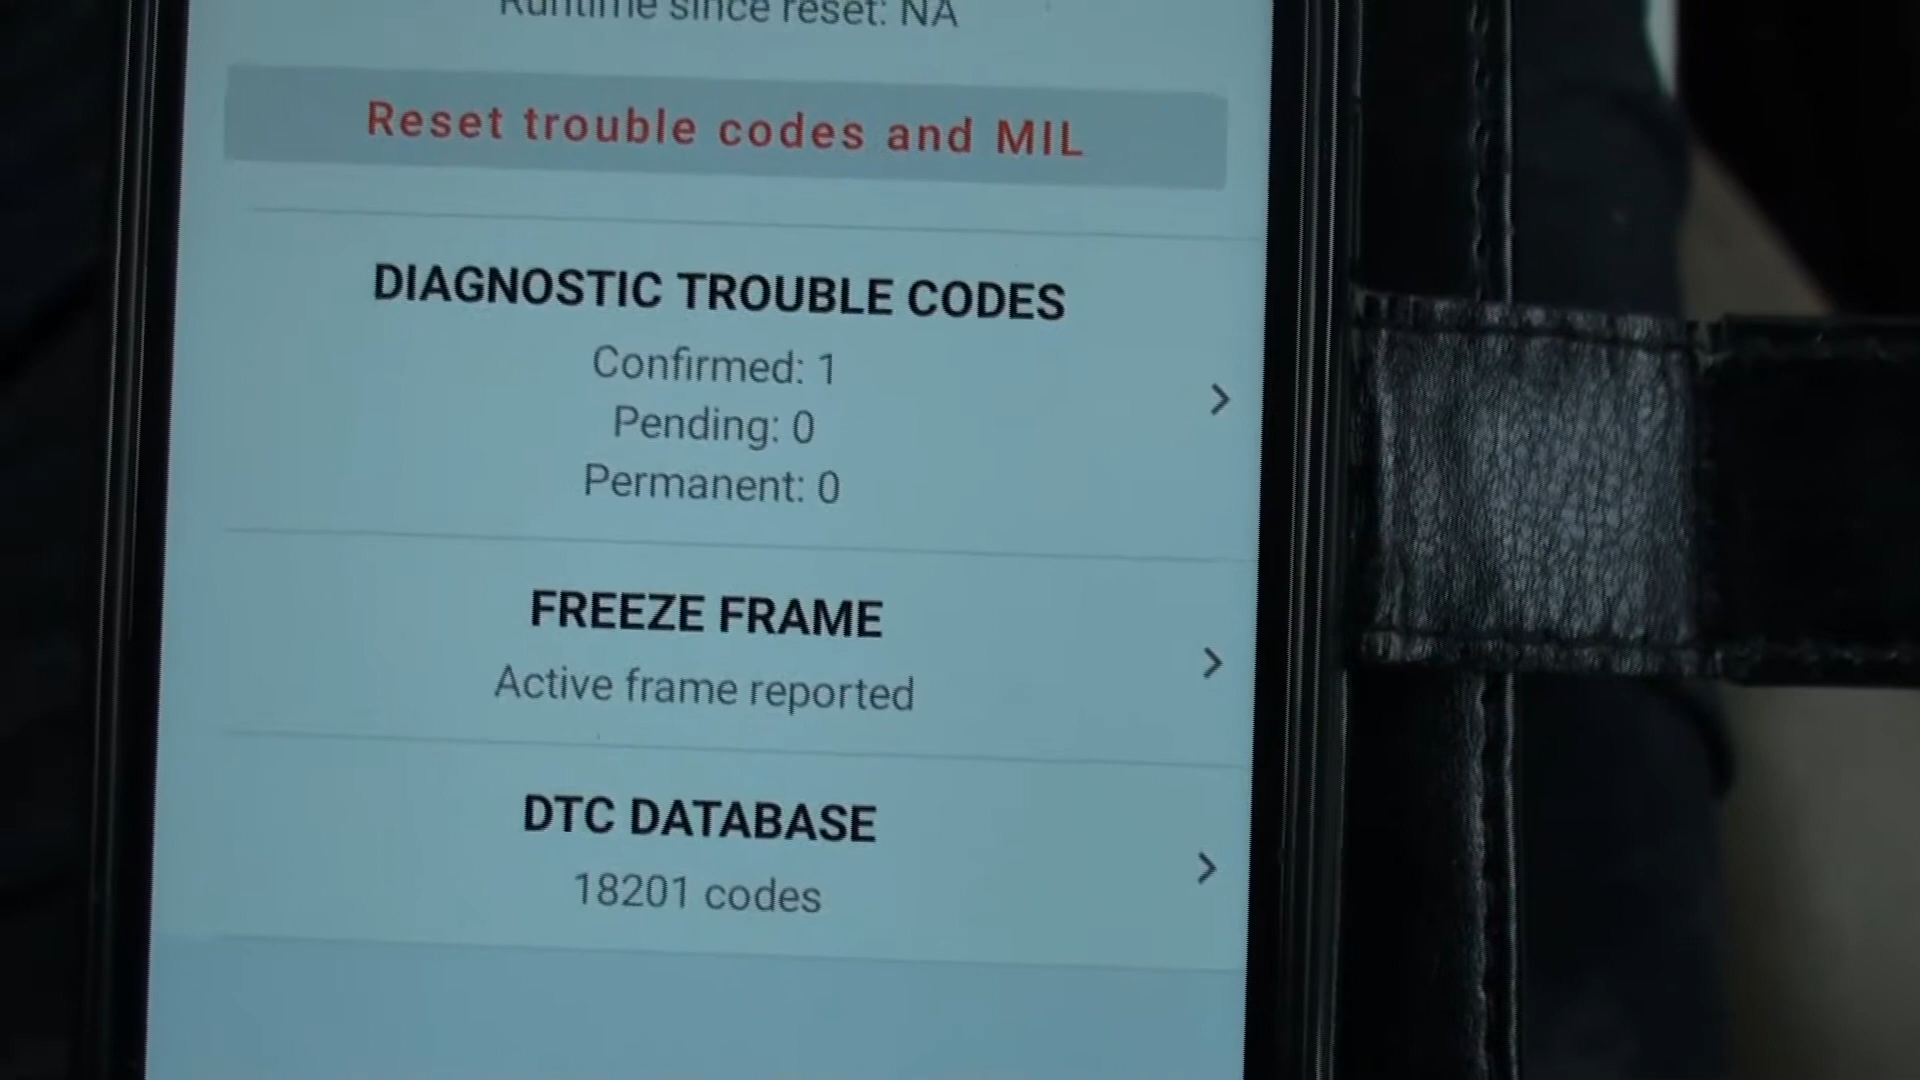 Runtime since reset: NA
Reset trouble codes and MIL
DIAGNOSTIC TROUBLE CODES
Confirmed: 1
Pending: 0
Permanent: 0
FREEZE FRAME
Active frame reported
DTC DATABASE
18201 codes